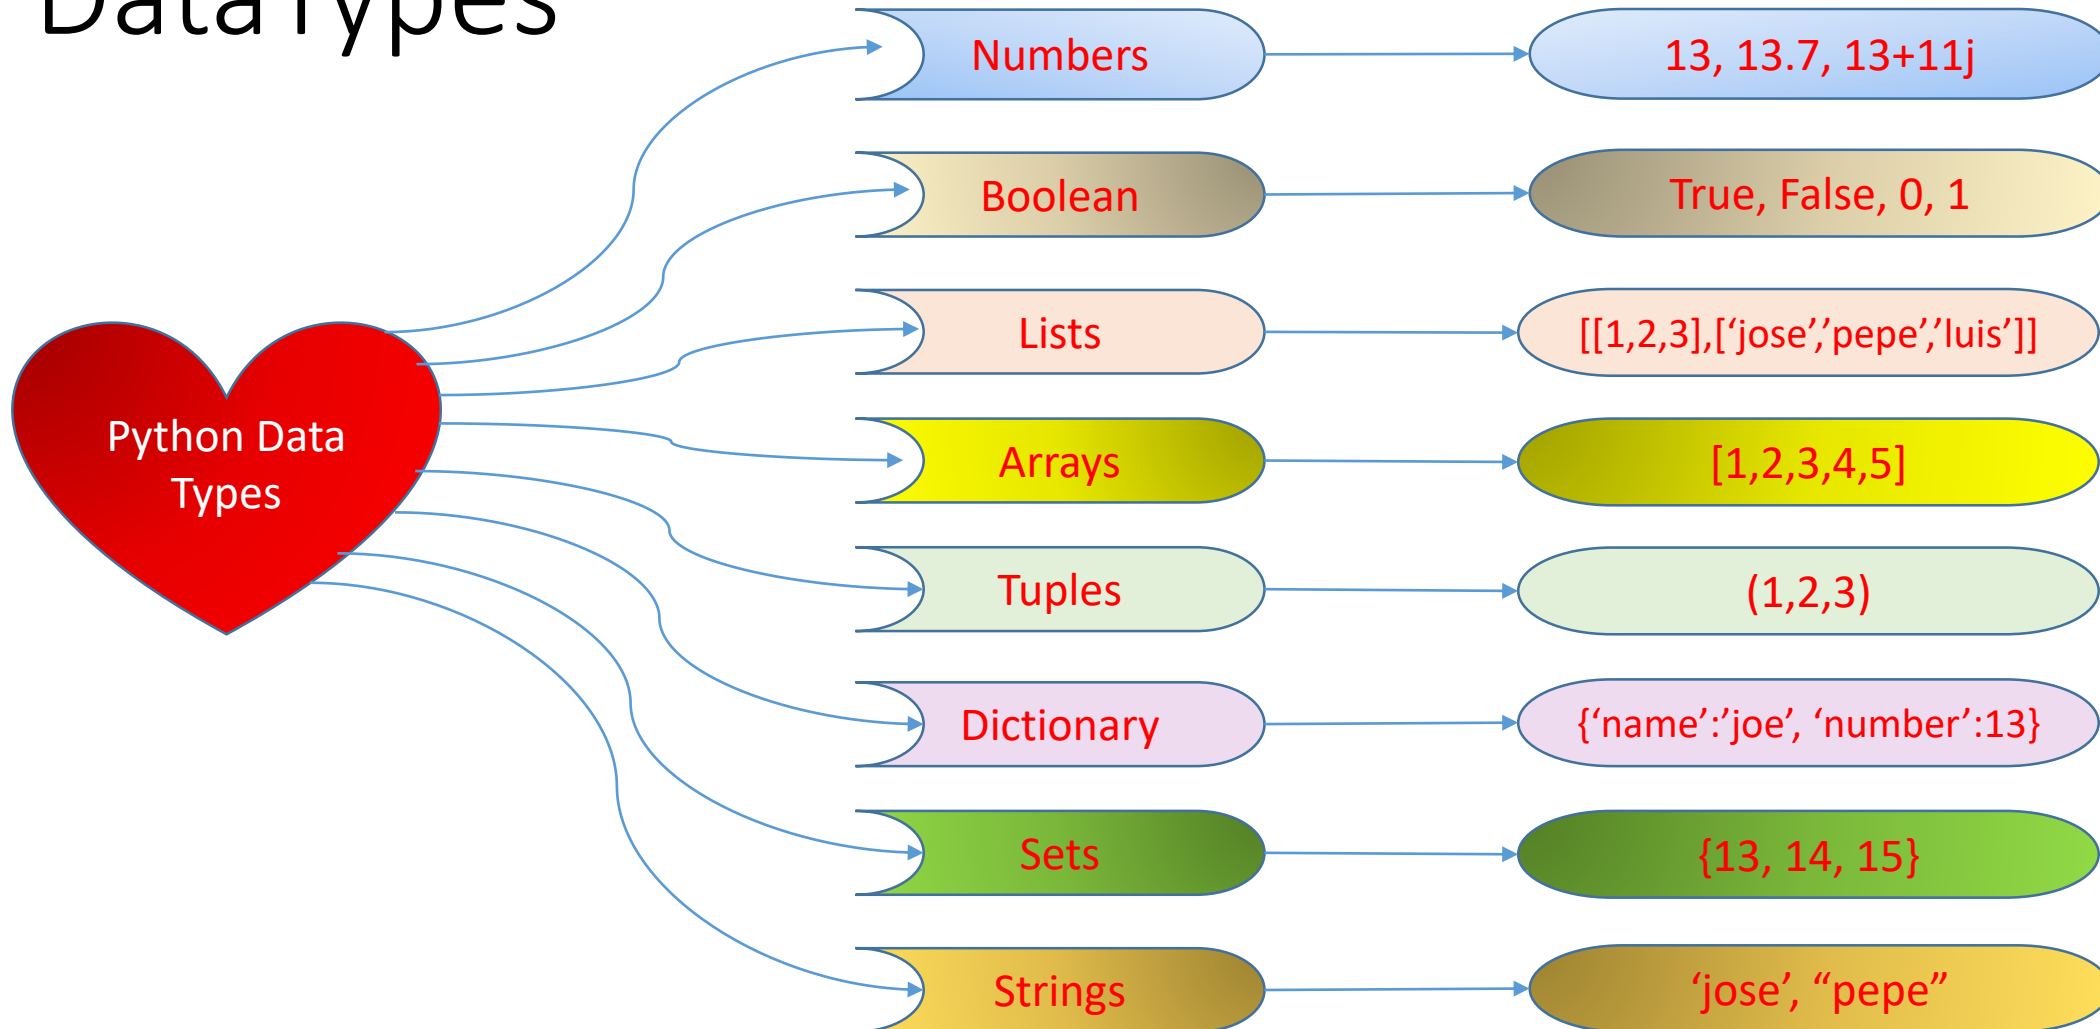 DataTypes
Numbers
13, 13.7, 13+11j
Boolean
True, False, 0, 1
Lists
[[1,2,3],[‘jose’,’pepe’,’luis’]]
Python Data
Types
Arrays
[1,2,3,4,5]
Tuples
(1,2,3)
Dictionary
{‘name’:’joe’, ‘number’:13}
Sets
{13, 14, 15}
Strings
‘jose’, “pepe”